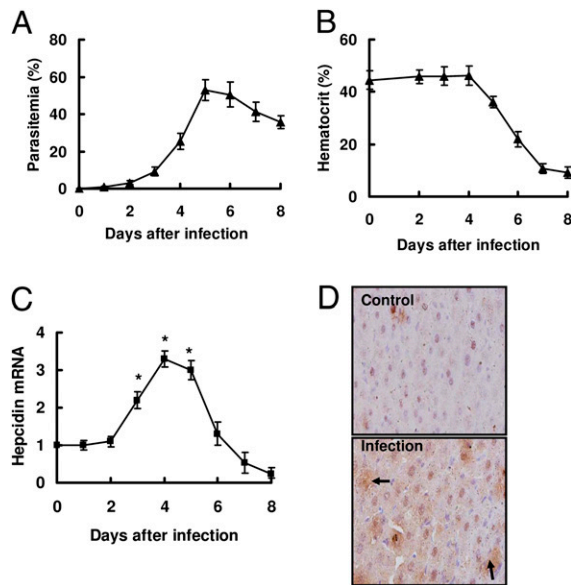 A
Parasitemia (%)
80
60
40
20
0
0 2 4 6 8
Days after infection
B
Hematocrit (%)
60
40
20
0
0 2 4 6 8
Days after infection
C
Hepcidin mRNA
4
3
2
1
0
* * *
0 2 4 6 8
Days after infection
D
Control
Infection